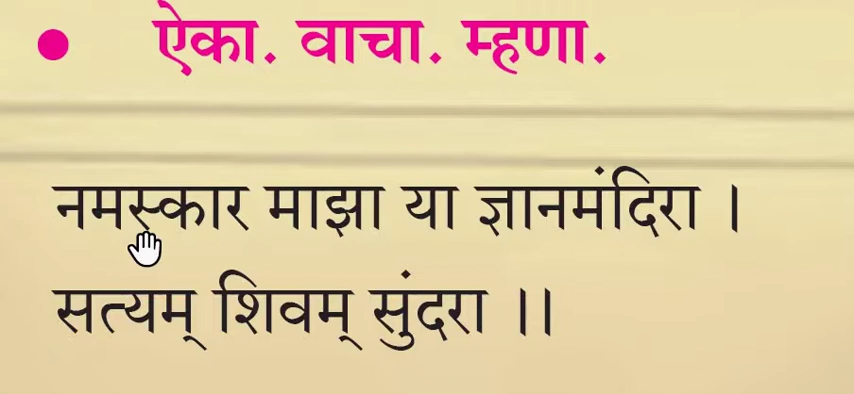 • ऐका. वाचा. म्हणा.
नमस्कार माझा या ज्ञानमंदिरा ।
सत्यम् शिवम् सुंदरा ।।